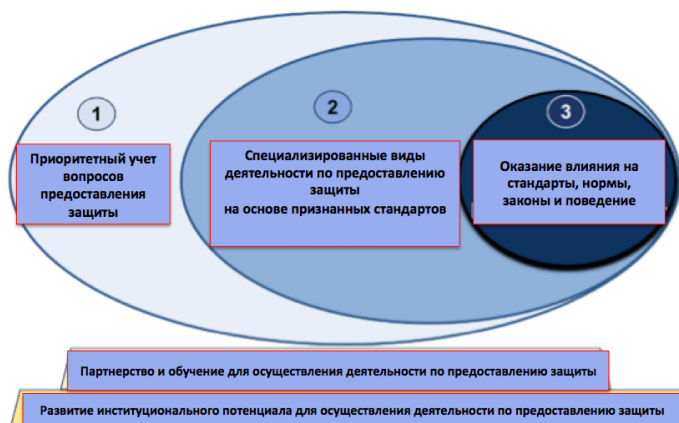 1
Приоритетный учет
вопросов
предоставления
защиты
2
Специализированные виды
деятельности по предоставлению
защиты
на основе признанных стандартов
3
Оказание влияния на
стандарты, нормы,
законы и поведение
Партнерство и обучение для осуществления деятельности по предоставлению защиты
Развитие институционального потенциала для осуществления деятельности по предоставлению защиты